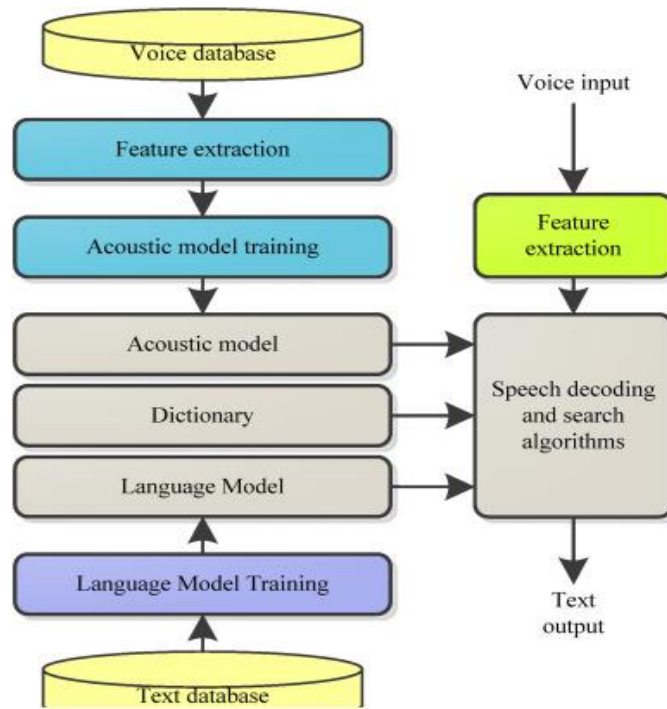 Voice database
Feature extraction
Acoustic model training
Acoustic model
Dictionary
Language Model
Language Model Training
Text database
Voice input
Feature
extraction
Speech decoding
and search
algorithms
Text
output